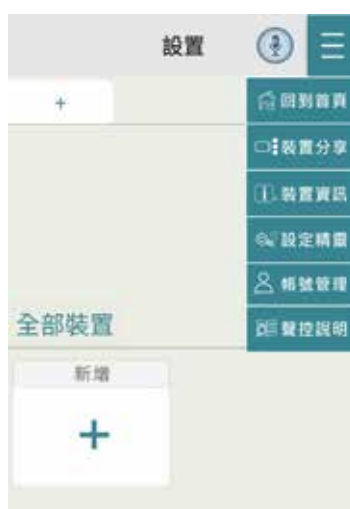 設置
+
回到首頁
裝置分享
裝置資訊
設定精靈
帳號管理
聲控說明
全部裝置
新增
+